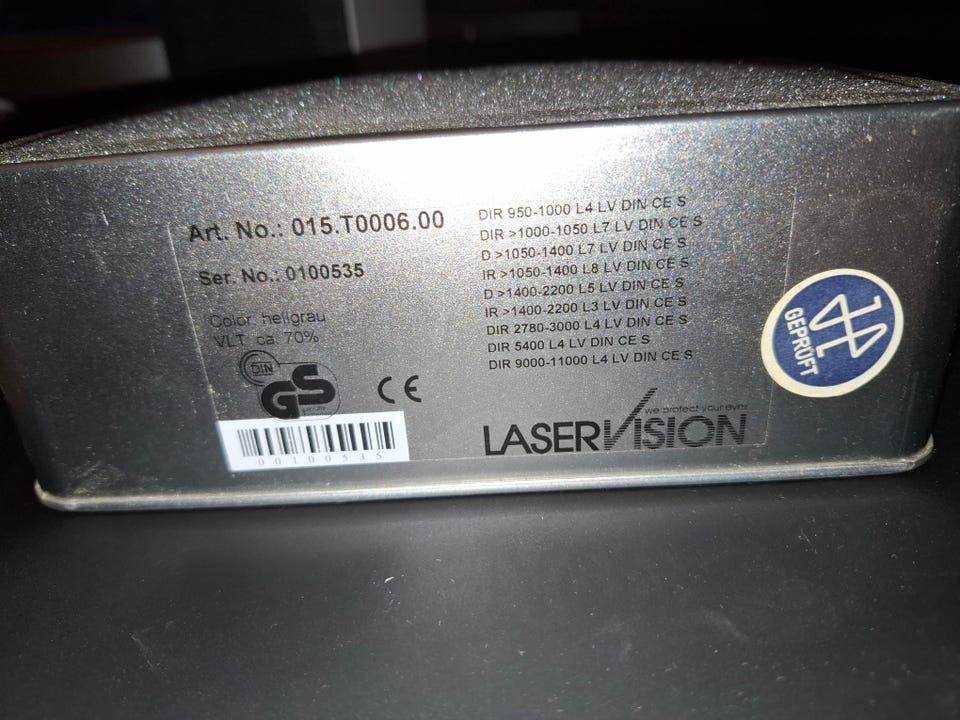 Art. No.: 015.T0006.00
Ser. No.: 0100535
Color: hellgrau
VLT: ca. 70%
DIN
GS
CE
00100535
DIR 950-1000 L4 LV DIN CE S
DIR >1000-1050 L7 LV DIN CE S
D >1050-1400 L7 LV DIN CE S
IR >1050-1400 L8 LV DIN CE S
D >1400-2200 L5 LV DIN CE S
IR >1400-2200 L3 LV DIN CE S
DIR 2780-3000 L4 LV DIN CE S
DIR 5400 L4 LV DIN CE S
DIR 9000-11000 L4 LV DIN CE S
we protect your eyes
LASERVISION
GEPRÜFT